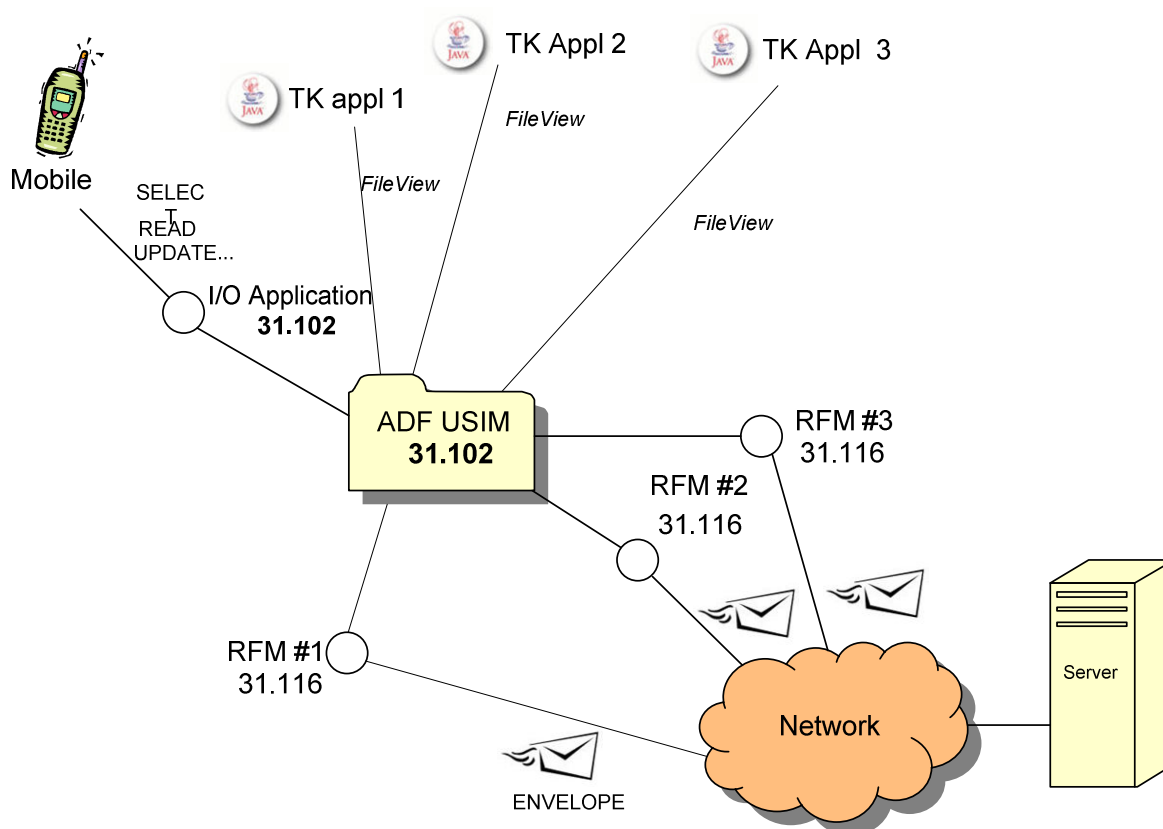 JAVA
TK Appl 2
JAVA
TK Appl 3
JAVA
TK appl 1
FileView
FileView
FileView
Mobile
SELEC
T
READ
UPDATE...
I/O Application
31.102
ADF USIM
31.102
RFM #3
31.116
RFM #2
31.116
RFM #1
31.116
Server
Network
ENVELOPE